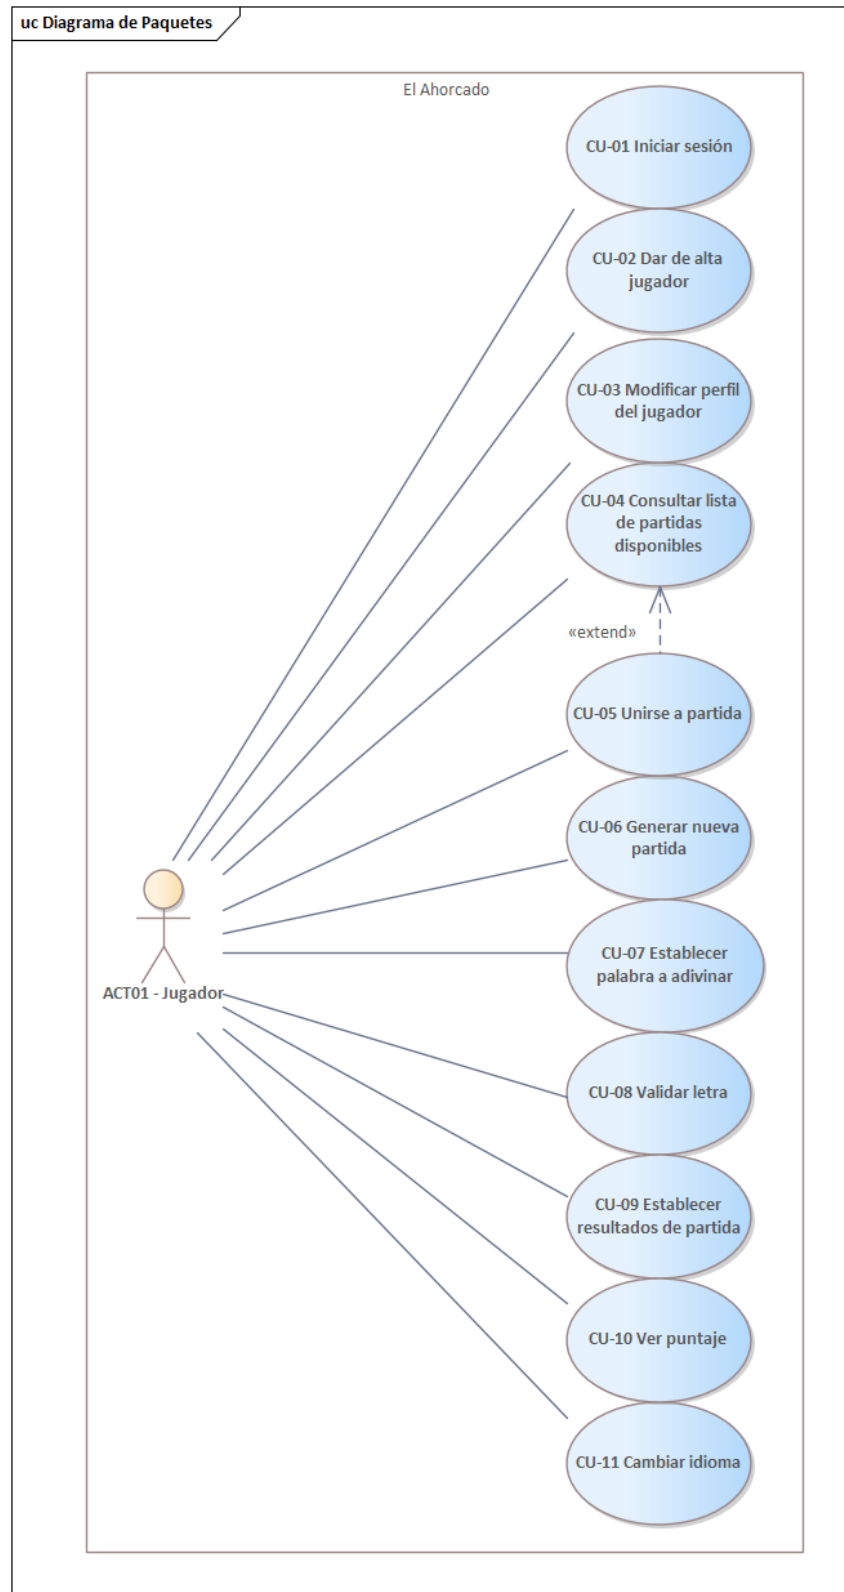 uc Diagrama de Paquetes
El Ahorcado
CU-01 Iniciar sesión
CU-02 Dar de alta
jugador
CU-03 Modificar perfil
del jugador
CU-04 Consultar lista
de partidas
disponibles
«extend»
CU-05 Unirse a partida
CU-06 Generar nueva
partida
CU-07 Establecer
palabra a adivinar
ACT01 - Jugador
CU-08 Validar letra
CU-09 Establecer
resultados de partida
CU-10 Ver puntaje
CU-11 Cambiar idioma